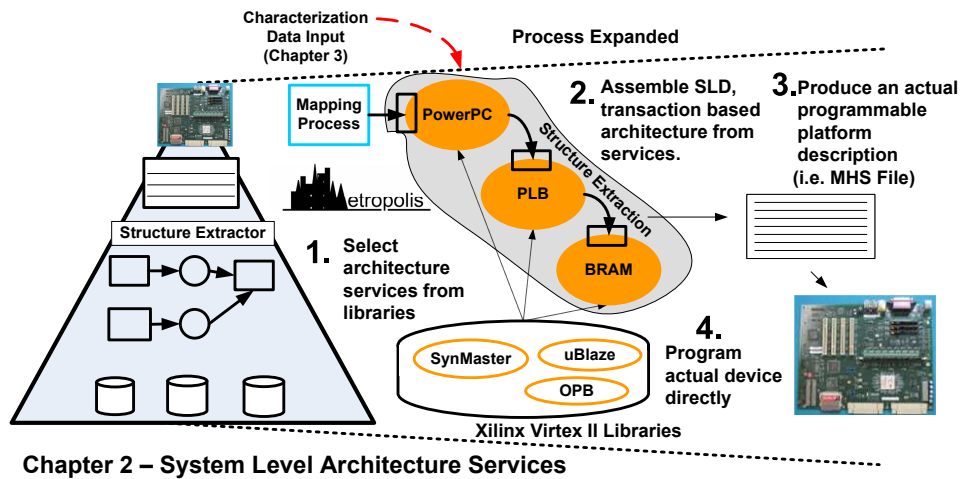 Characterization
Data Input
(Chapter 3)
Process Expanded
Mapping
Process
PowerPC
PLB
BRAM
Structure Extraction
2. Assemble SLD,
transaction based
architecture from
services.
3. Produce an actual
programmable
platform
description
(i.e. MHS File)
etropolis
Structure Extractor
1. Select
architecture
services from
libraries
SynMaster
uBlaze
OPB
Xilinx Virtex II Libraries
4.
Program
actual device
directly
Chapter 2 – System Level Architecture Services